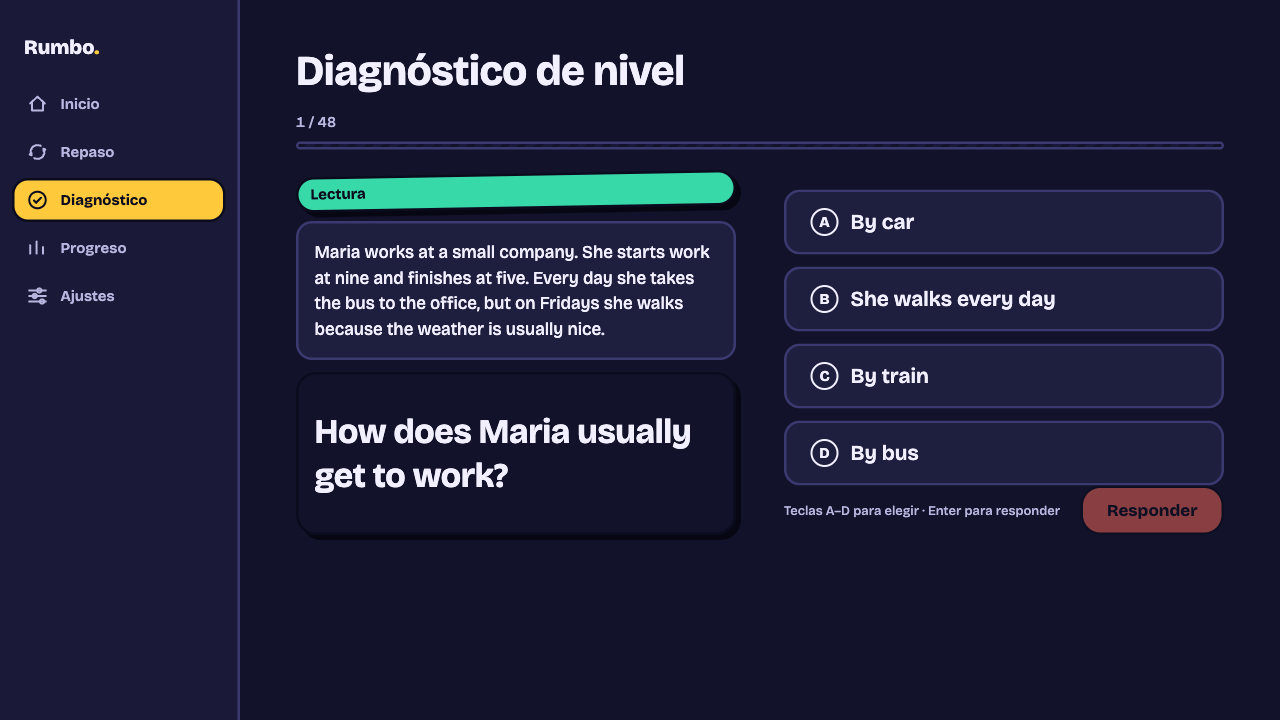 Rumbo.
Inicio
Repaso
Diagnóstico
Progreso
Ajustes
Diagnóstico de nivel
1 / 48
Lectura
Maria works at a small company. She starts work
at nine and finishes at five. Every day she takes
the bus to the office, but on Fridays she walks
because the weather is usually nice.
How does Maria usually
get to work?
A By car
B She walks every day
C By train
D By bus
Teclas A–D para elegir · Enter para responder
Responder